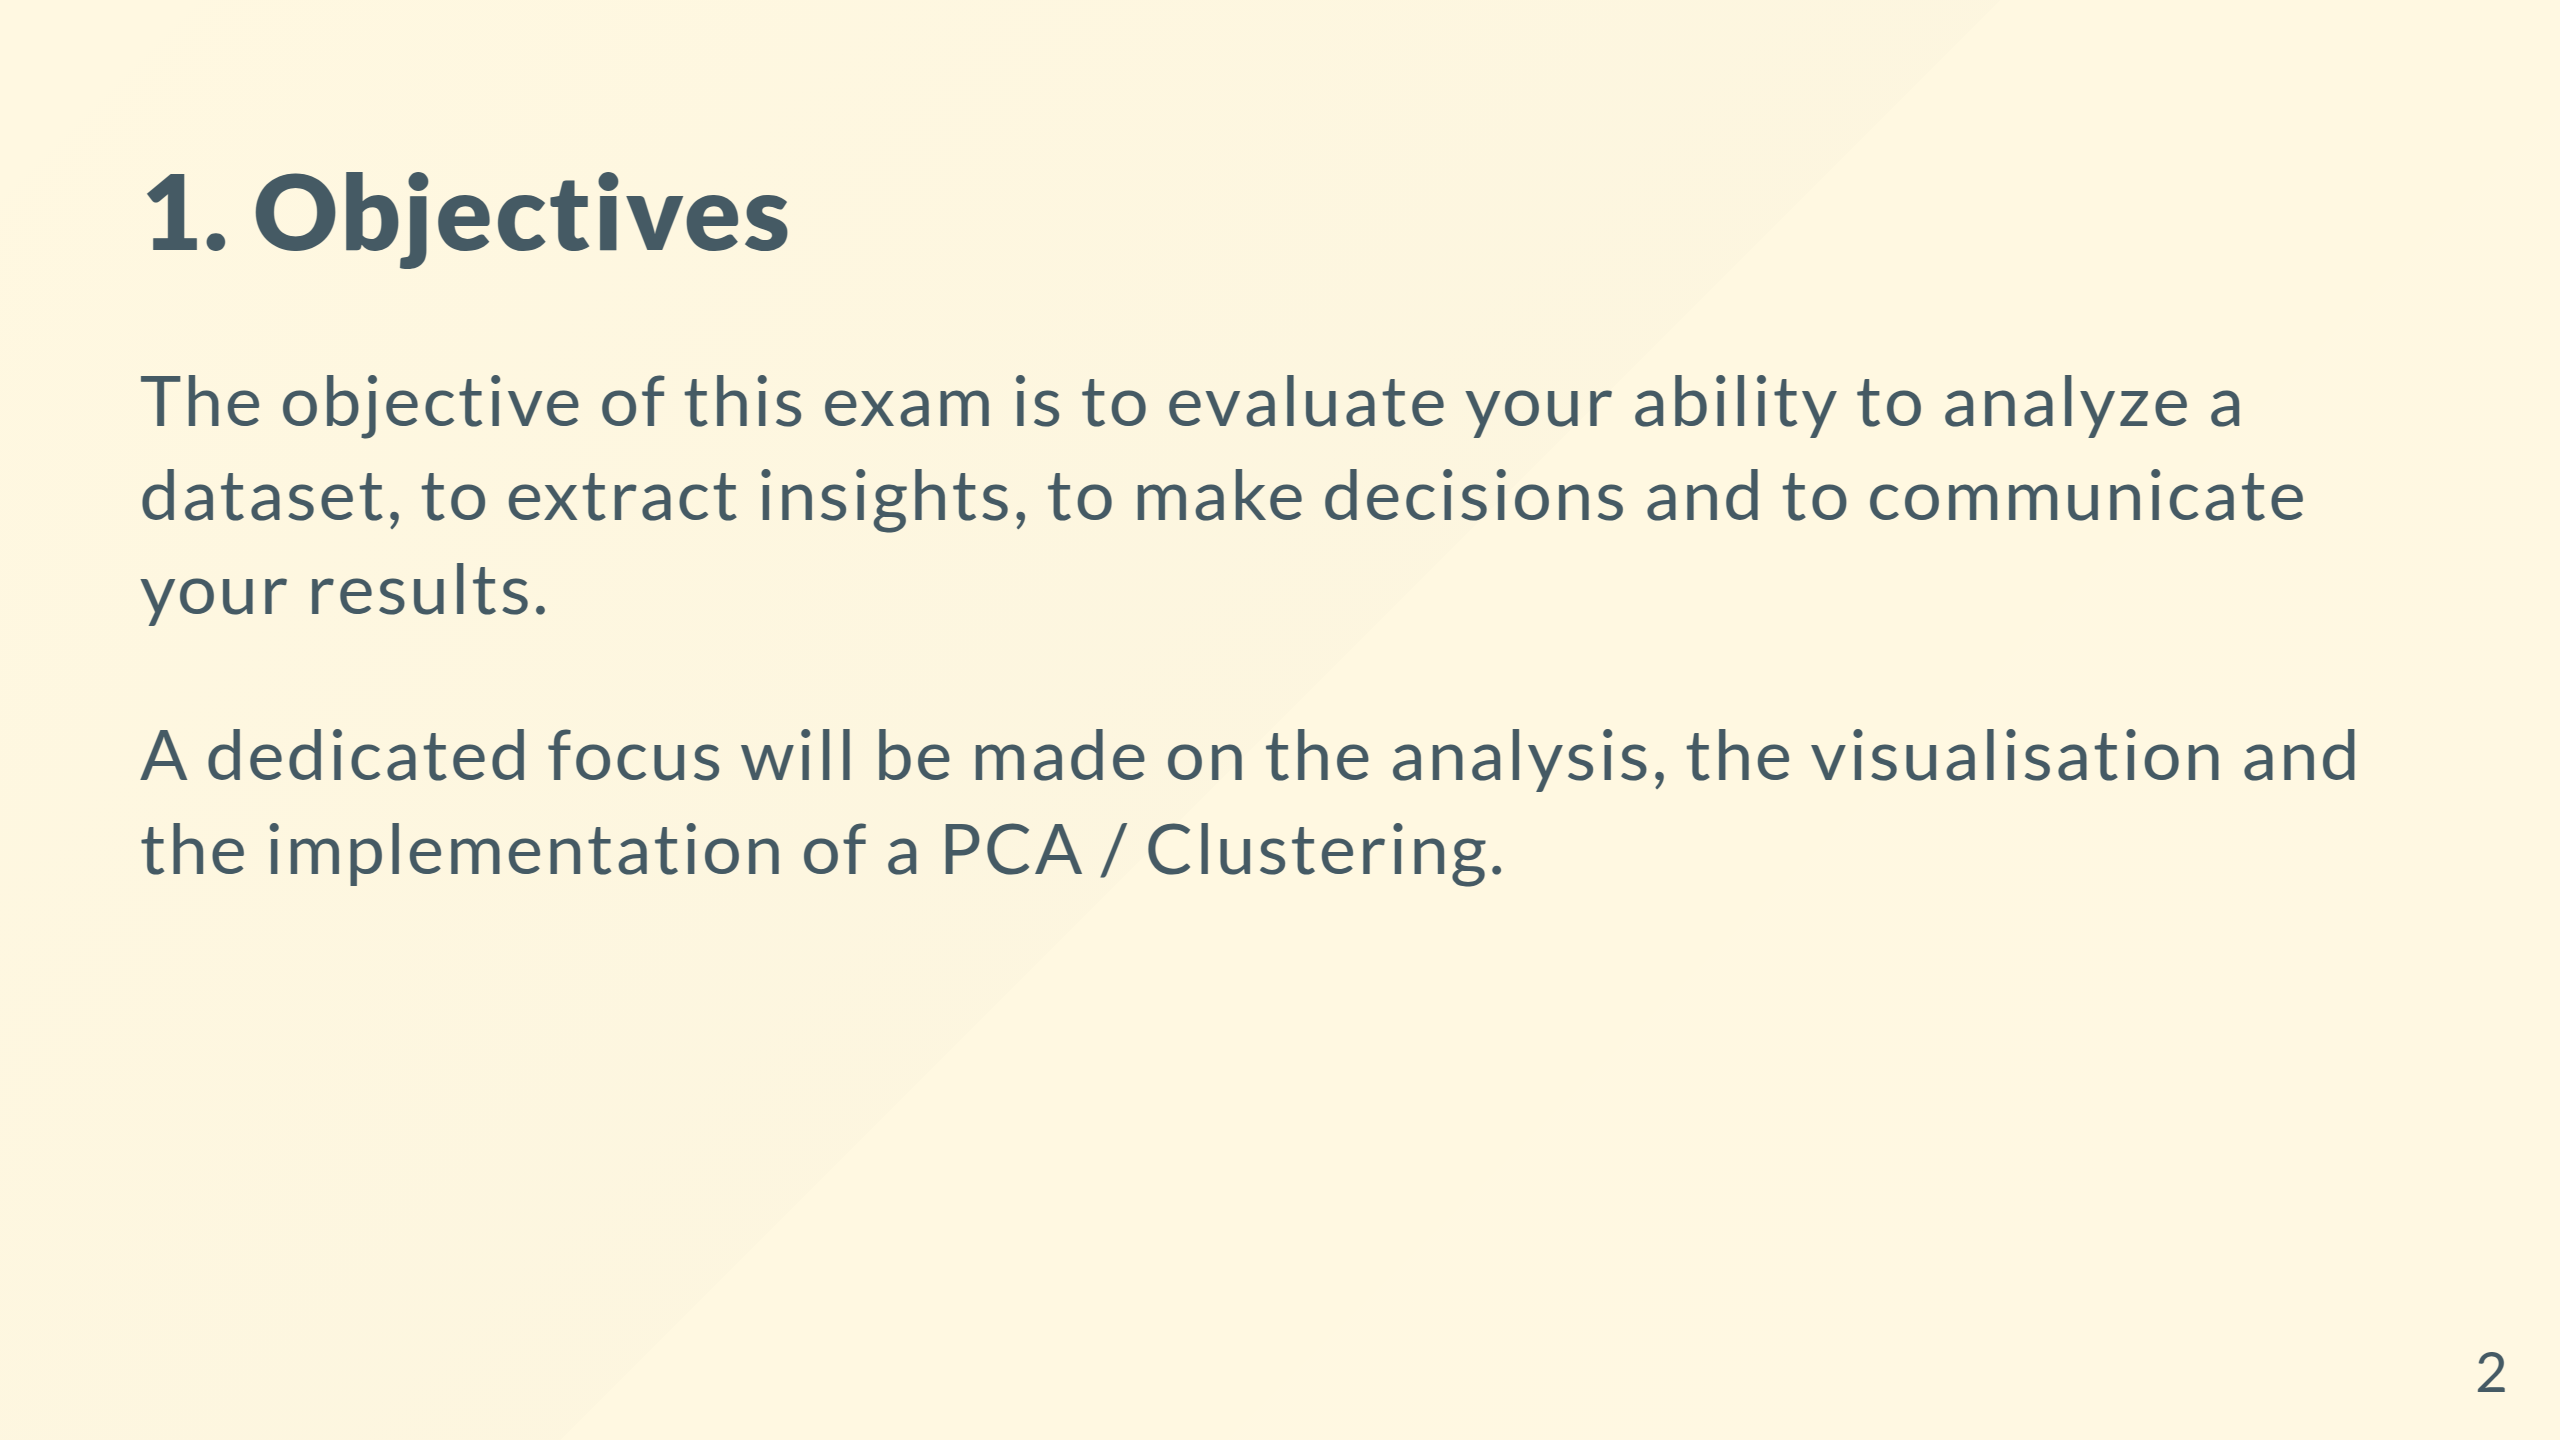 1. Objectives
The objective of this exam is to evaluate your ability to analyze a
dataset, to extract insights, to make decisions and to communicate
your results.
A dedicated focus will be made on the analysis, the visualisation and
the implementation of a PCA / Clustering.
2